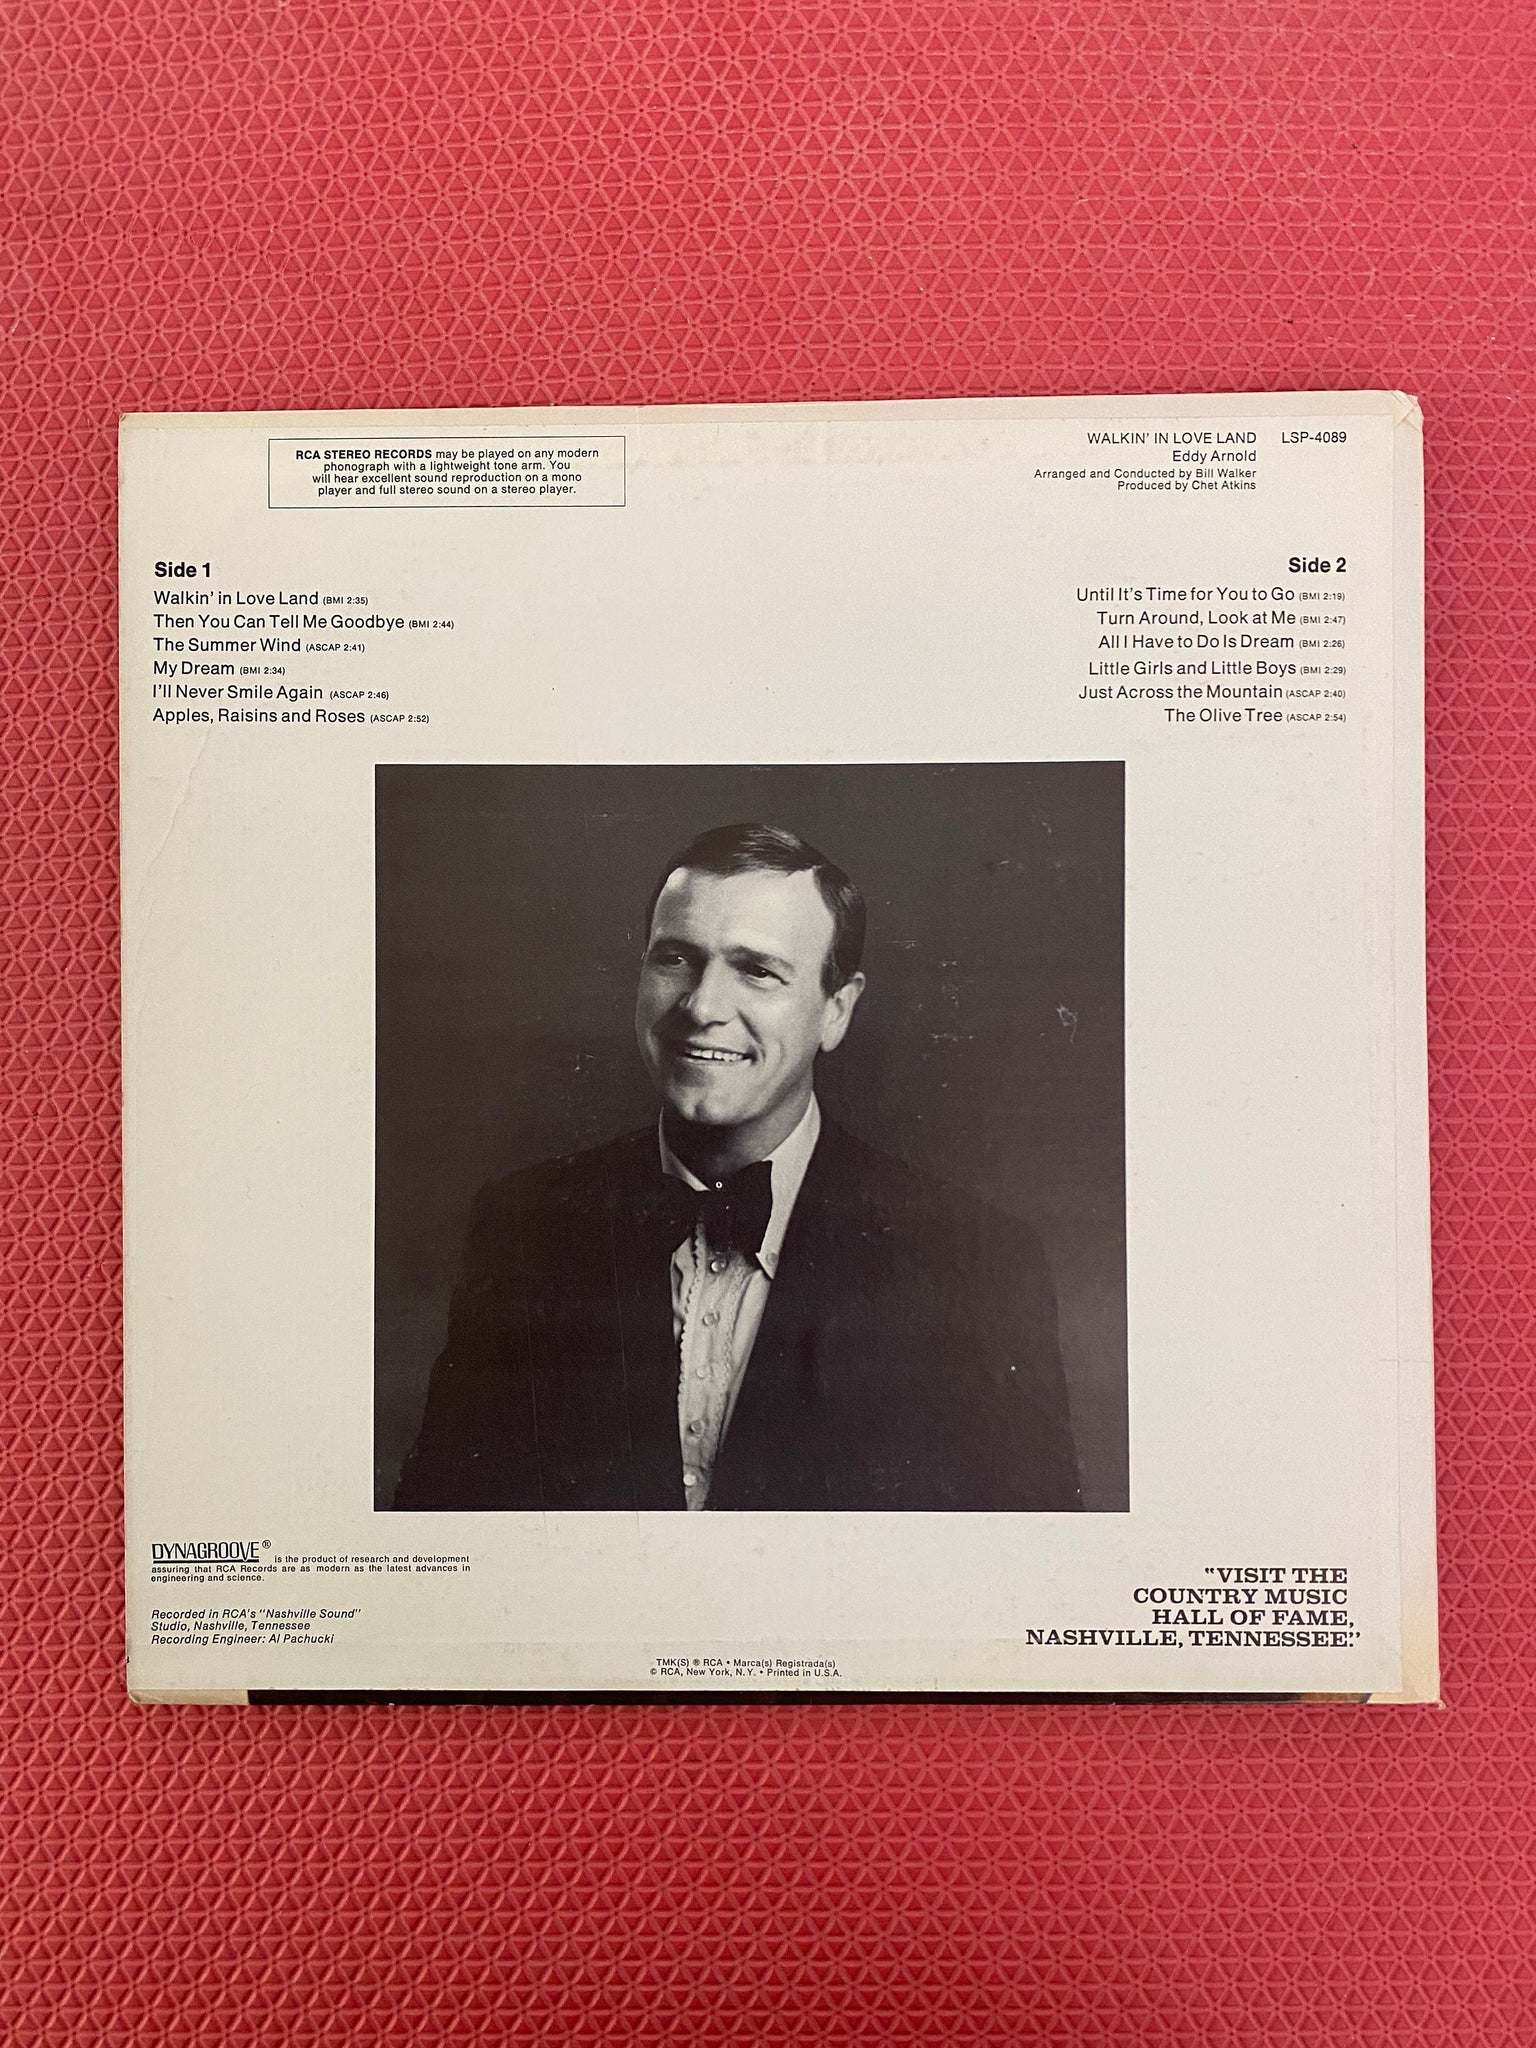 RCA STEREO RECORDS may be played on any modern
phonograph with a lightweight tone arm. You
will hear excellent sound reproduction on a mono
player and full stereo sound on a stereo player.
WALKIN' IN LOVE LAND LSP-4089
Eddy Arnold
Arranged and Conducted by Bill Walker
Produced by Chet Atkins
Side 1
Walkin' in Love Land (BMI 2:35)
Then You Can Tell Me Goodbye (BMI 2:44)
The Summer Wind (ASCAP 2:41)
My Dream (BMI 2:34)
I'll Never Smile Again (ASCAP 2:46)
Apples, Raisins and Roses (ASCAP 2:52)
Side 2
Until It's Time for You to Go (BMI 2:19)
Turn Around, Look at Me (BMI 2:47)
All I Have to Do Is Dream (BMI 2:26)
Little Girls and Little Boys (BMI 2:29)
Just Across the Mountain (ASCAP 2:40)
The Olive Tree (ASCAP 2:54)
DYNAGROOVE® is the product of research and development
assuring that RCA Records are as modern as the latest advances in
engineering and science.
Recorded in RCA's "Nashville Sound"
Studio, Nashville, Tennessee
Recording Engineer: Al Pachucki
"VISIT THE
COUNTRY MUSIC
HALL OF FAME,
NASHVILLE, TENNESSEE."
TMK(S) ® RCA • Marca(s) Registrada(s)
© RCA, New York, N.Y. • Printed in U.S.A.